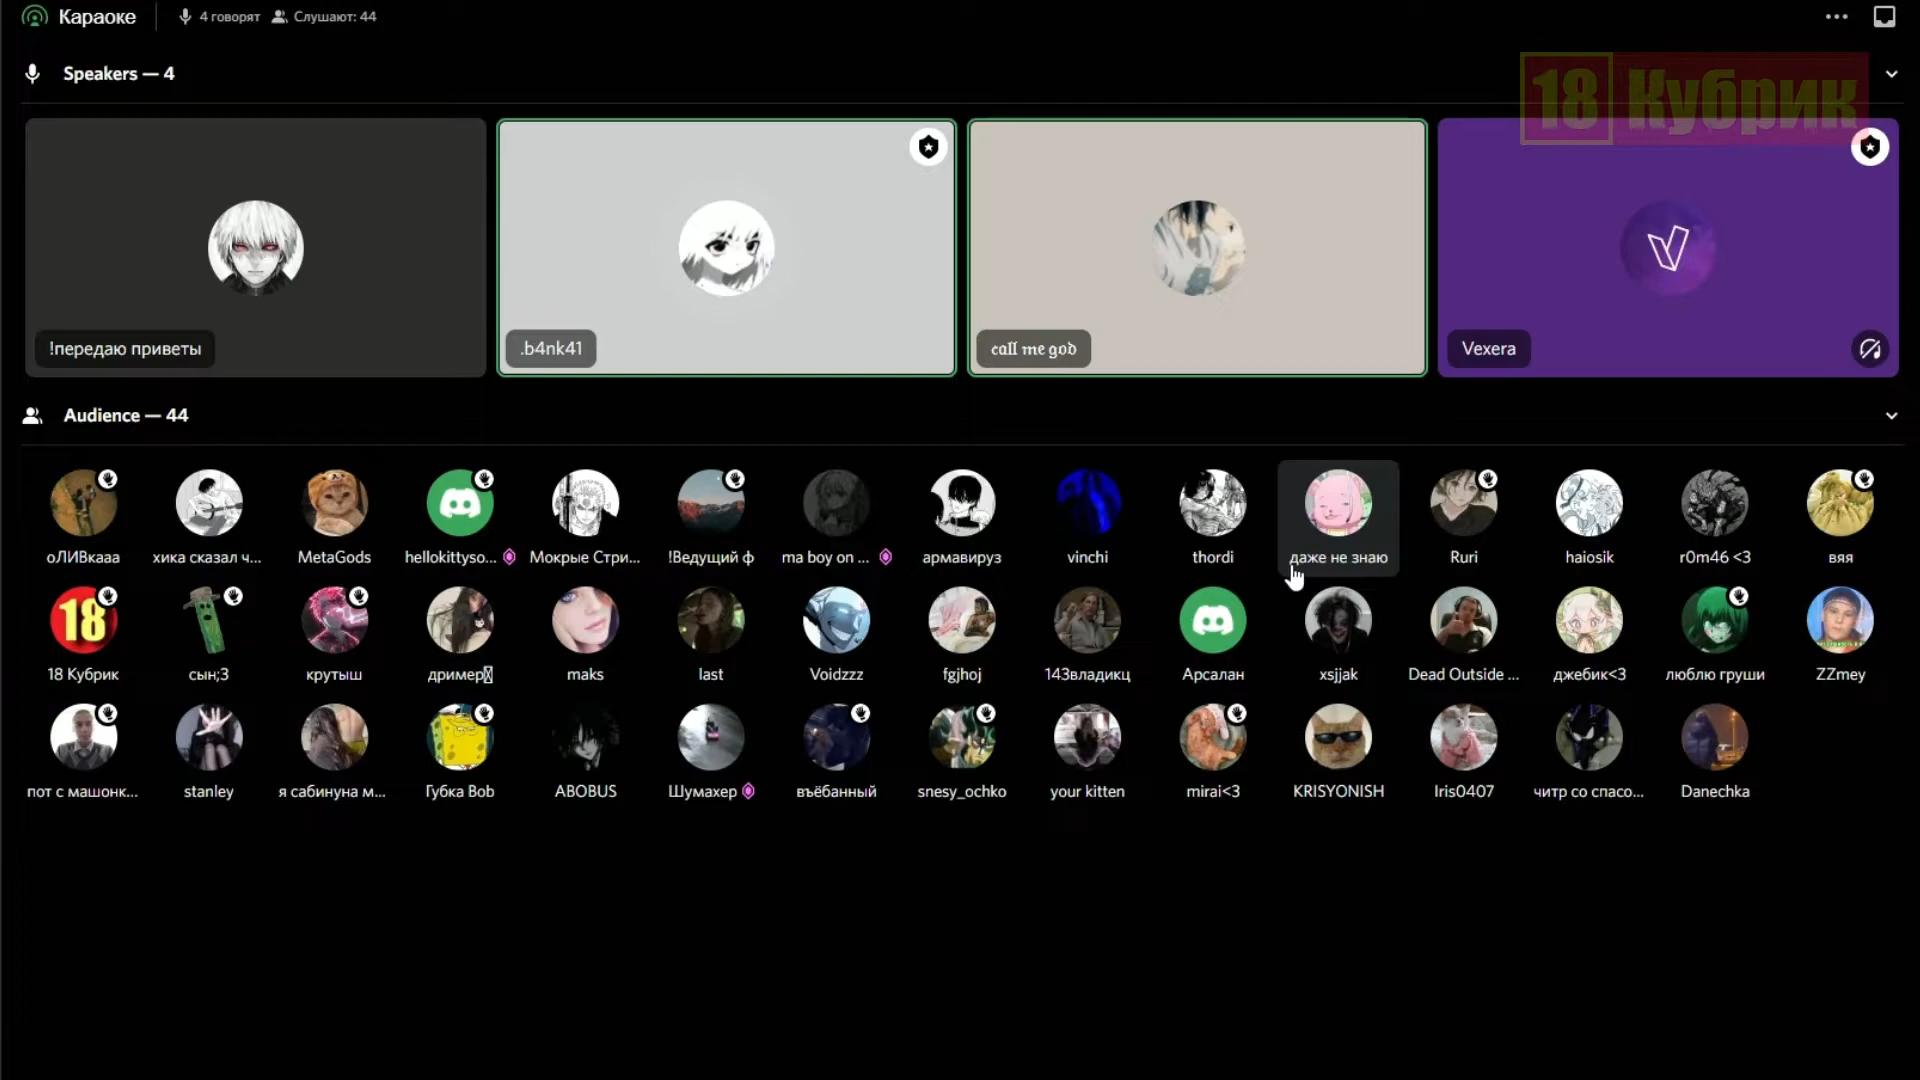 Караоке
4 говорят
Слушают: 44
Speakers — 4
18 Кубрик
!передаю приветы
.b4nk41
call me god
Vexera
Audience — 44
оЛИВкааа
хика сказал ч...
MetaGods
hellokittyso...
Мокрые Стри...
!Ведущий ф
ma boy on ...
армавируз
vinchi
thordi
даже не знаю
Ruri
haiosik
r0m46 <3
вяя
18
18 Кубрик
сын;3
крутыш
дример
maks
last
Voidzzz
fgjhoj
143владикц
Арсалан
xsjjak
Dead Outside ...
джебик<3
люблю груши
ZZmey
пот с машонк...
stanley
я сабинуна м...
Губка Bob
ABOBUS
Шумахер
въёбанный
snesy_ochko
your kitten
mirai<3
KRISYONISH
Iris0407
читр со спасо...
Danechka